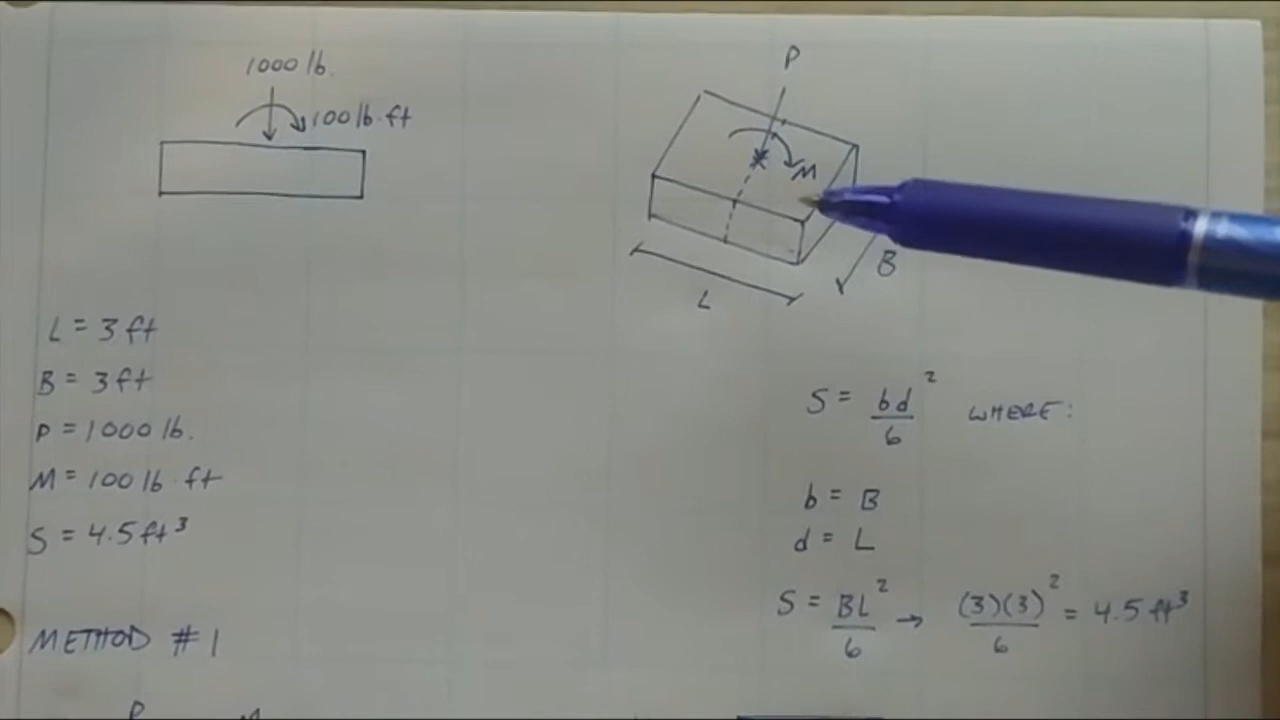 1000 lb.
100 lb·ft
P
M
B
L
L = 3 ft
B = 3 ft
P = 1000 lb.
M = 100 lb·ft
S = 4.5 ft³
S = bd²/6 WHERE:
b = B
d = L
S = BL²/6 → (3)(3)²/6 = 4.5 ft³
METHOD #1
P M